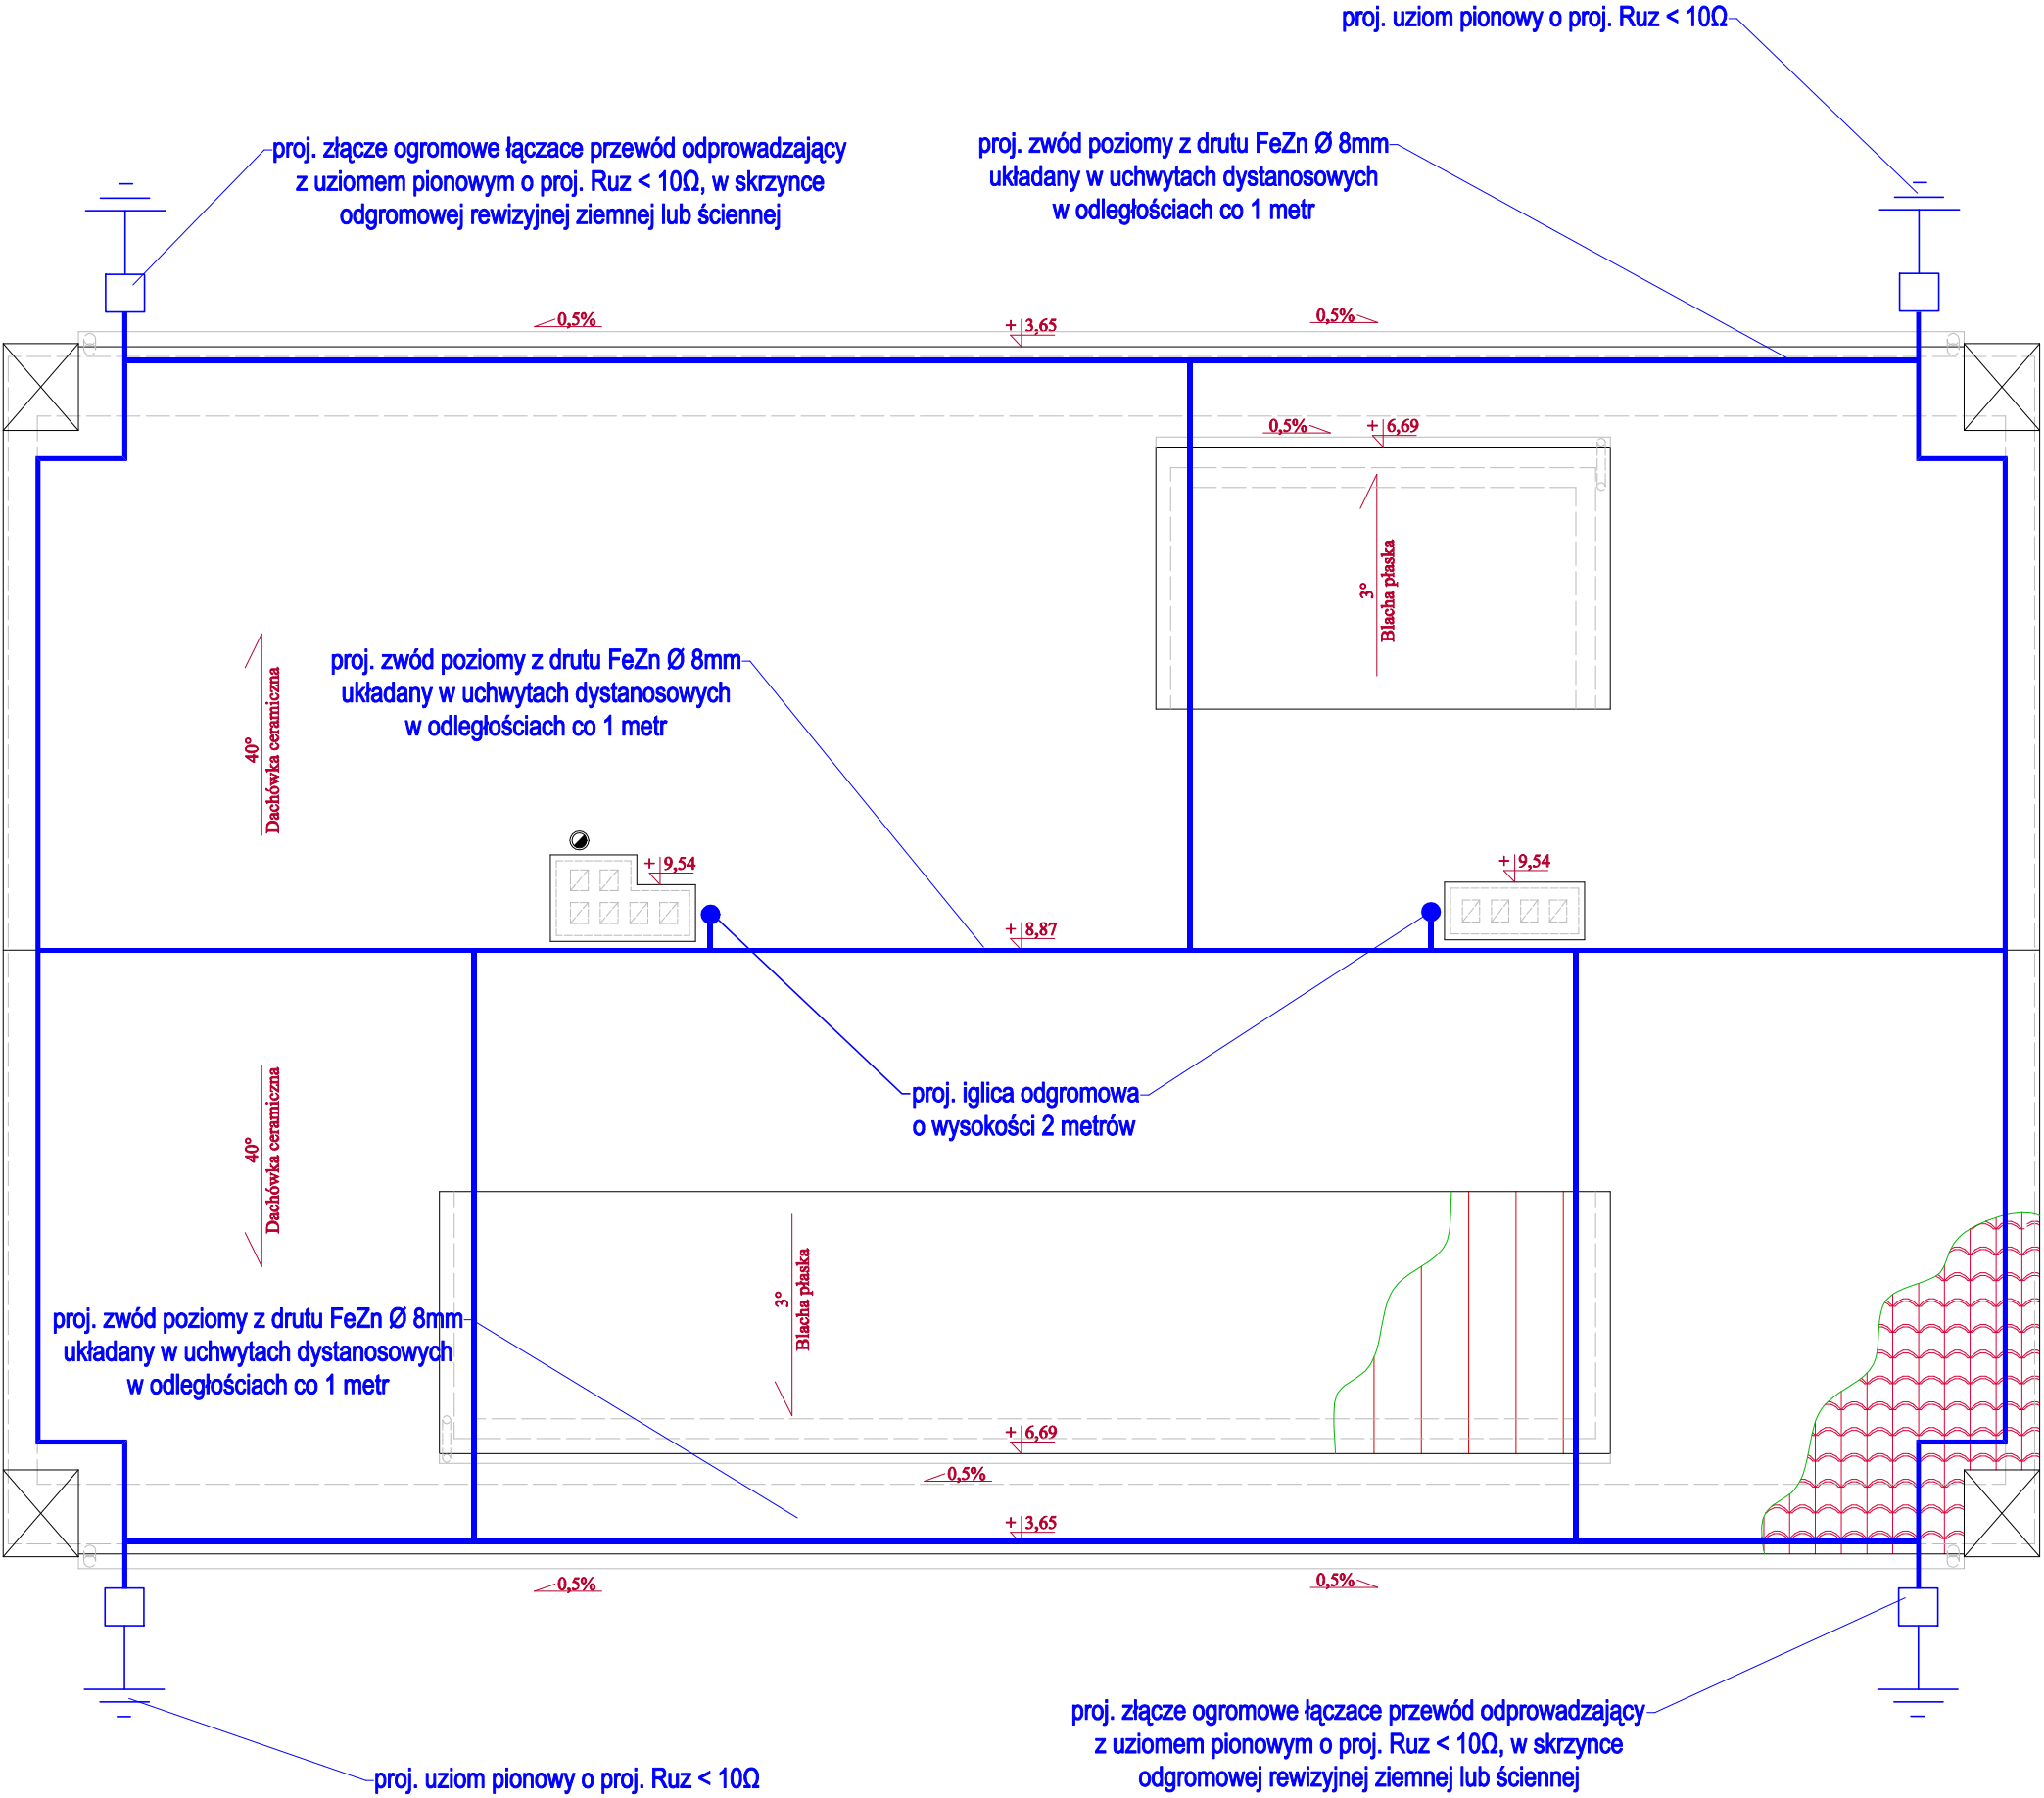 proj. uziom pionowy o proj. Ruz < 10Ω
proj. złącze ogromowe łączace przewód odprowadzający
z uziomem pionowym o proj. Ruz < 10Ω, w skrzynce
odgromowej rewizyjnej ziemnej lub ściennej
proj. zwód poziomy z drutu FeZn Ø 8mm
układany w uchwytach dystanosowych
w odległościach co 1 metr
0,5%
+ 3,65
0,5%
0,5%
+ 6,69
3°
Blacha płaska
proj. zwód poziomy z drutu FeZn Ø 8mm
układany w uchwytach dystanosowych
w odległościach co 1 metr
40°
Dachówka ceramiczna
+ 9,54
+ 9,54
+ 8,87
proj. iglica odgromowa
o wysokości 2 metrów
40°
Dachówka ceramiczna
3°
Blacha płaska
proj. zwód poziomy z drutu FeZn Ø 8mm
układany w uchwytach dystanosowych
w odległościach co 1 metr
+ 6,69
0,5%
+ 3,65
0,5%
0,5%
proj. złącze ogromowe łączace przewód odprowadzający
z uziomem pionowym o proj. Ruz < 10Ω, w skrzynce
odgromowej rewizyjnej ziemnej lub ściennej
proj. uziom pionowy o proj. Ruz < 10Ω